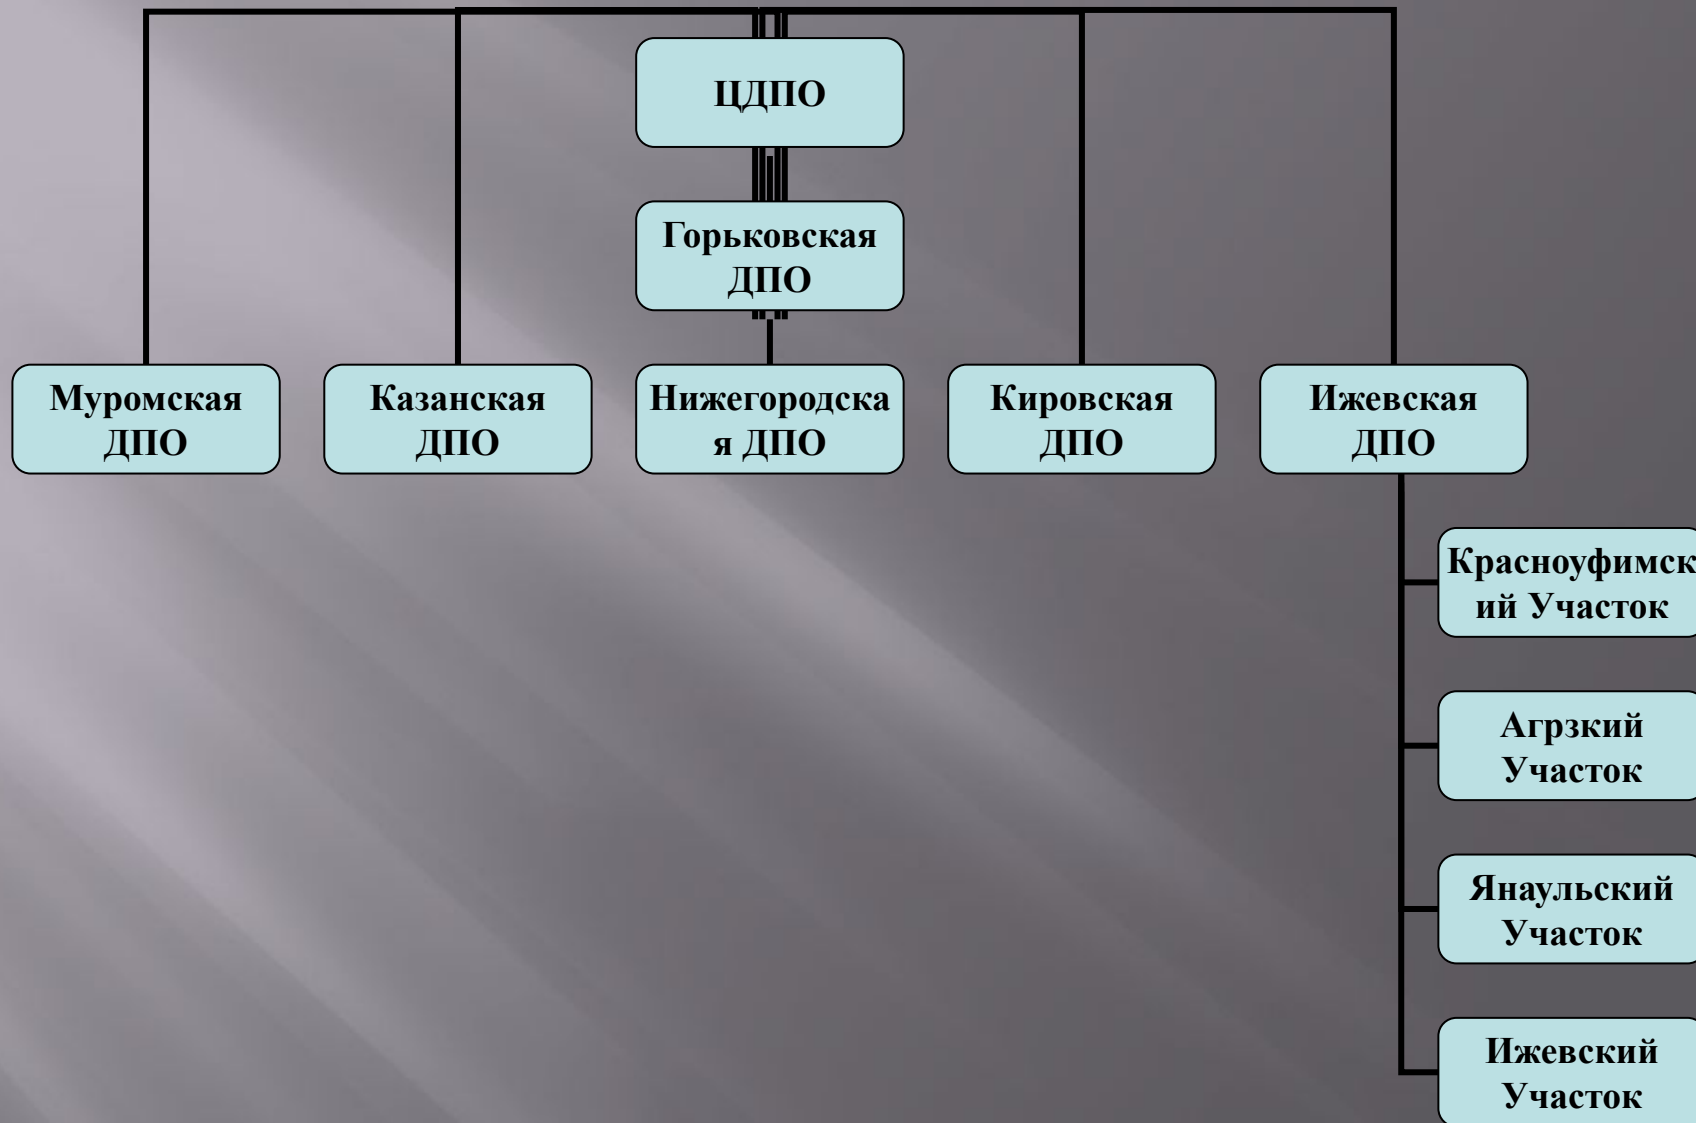 ЦДПО
Горьковская
ДПО
Муромская
ДПО
Казанская
ДПО
Нижегородска
я ДПО
Кировская
ДПО
Ижевская
ДПО
Красноуфимск
ий Участок
Агрзкий
Участок
Янаульский
Участок
Ижевский
Участок